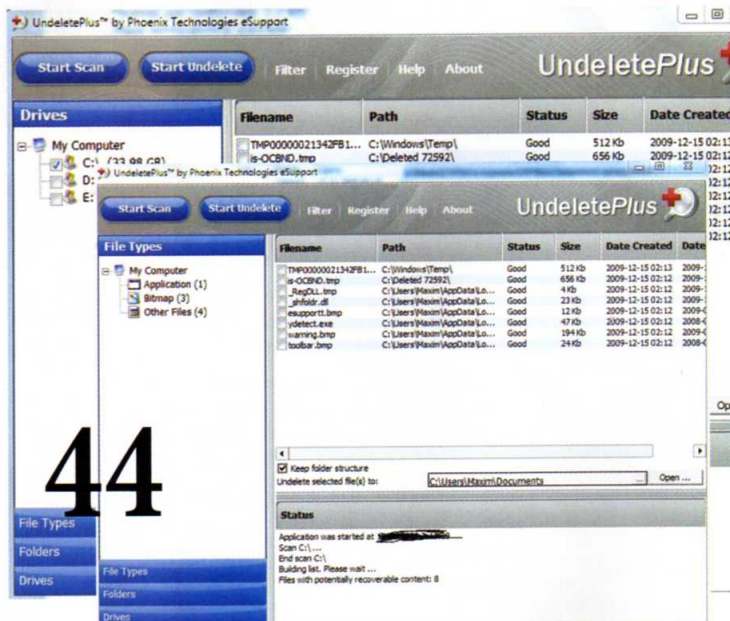 UndeletePlus™ by Phoenix Technologies eSupport
Start Scan Start Undelete Filter Register Help About UndeletePlus
Drives
Filename Path Status Size Date Created
My Computer
TMP00000021342FB1... C:\Windows\Temp\ Good 512 Kb 2009-12-15 02:13
C:\ (33.98 GB)
is-OCBND.tmp C:\Deleted 72592\ Good 656 Kb 2009-12-15 02:12
D:
E:
UndeletePlus™ by Phoenix Technologies eSupport
Start Scan Start Undelete Filter Register Help About UndeletePlus
File Types
Filename Path Status Size Date Created Date
My Computer
Application (1)
Bitmap (3)
Other Files (4)
TMP00000021342FB1... C:\Windows\Temp\ Good 512 Kb 2009-12-15 02:13 2009-
is-OCBND.tmp C:\Deleted 72592\ Good 656 Kb 2009-12-15 02:12 2009-
_RegDLL.tmp C:\Users\Maxim\AppData\Lo... Good 4 Kb 2009-12-15 02:12 2009-
_shfoldr.dll C:\Users\Maxim\AppData\Lo... Good 23 Kb 2009-12-15 02:12 2009-
esupportt.bmp C:\Users\Maxim\AppData\Lo... Good 12 Kb 2009-12-15 02:12 2009-
ydetect.exe C:\Users\Maxim\AppData\Lo... Good 47 Kb 2009-12-15 02:12 2008-
warning.bmp C:\Users\Maxim\AppData\Lo... Good 194 Kb 2009-12-15 02:12 2009-
toolbar.bmp C:\Users\Maxim\AppData\Lo... Good 24 Kb 2009-12-15 02:12 2008-
44
Keep folder structure
Undelete selected file(s) to: C:\Users\Maxim\Documents ... Open ...
Status
Application was started at
Scan C:\ ...
End scan C:\
Building list. Please wait ...
Files with potentially recoverable content: 8
File Types
Folders
Drives
File Types
Folders
Drives